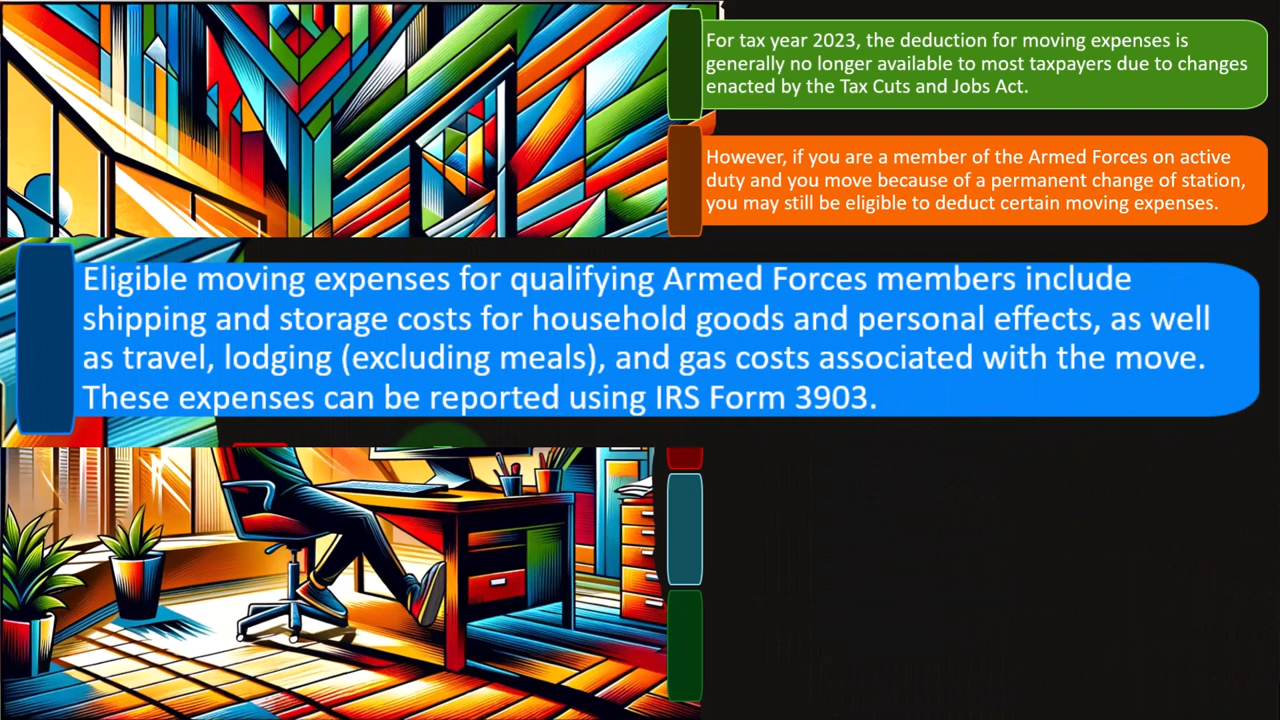 For tax year 2023, the deduction for moving expenses is
generally no longer available to most taxpayers due to changes
enacted by the Tax Cuts and Jobs Act.
However, if you are a member of the Armed Forces on active
duty and you move because of a permanent change of station,
you may still be eligible to deduct certain moving expenses.
Eligible moving expenses for qualifying Armed Forces members include
shipping and storage costs for household goods and personal effects, as well
as travel, lodging (excluding meals), and gas costs associated with the move.
These expenses can be reported using IRS Form 3903.